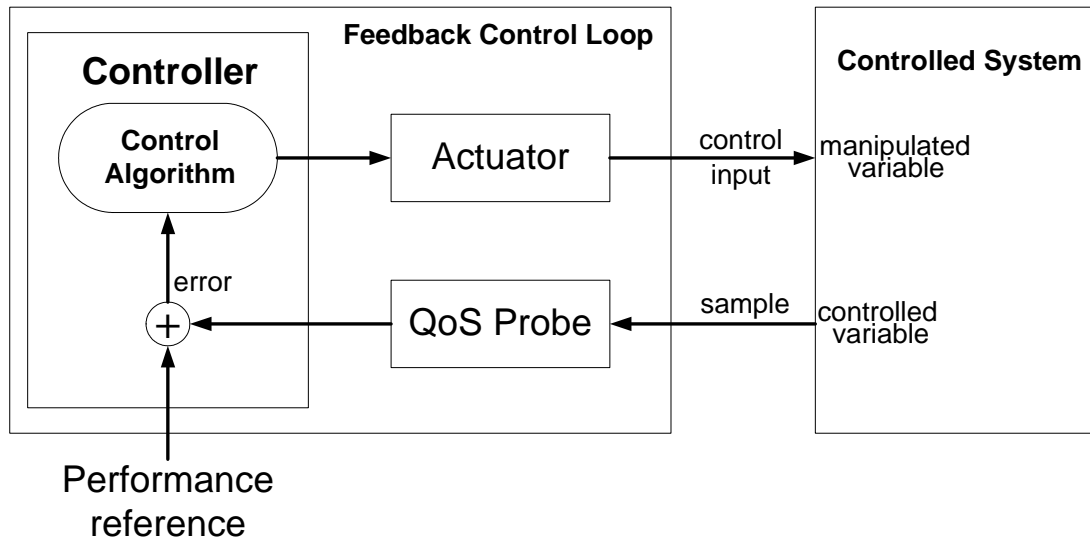 Feedback Control Loop
Controller
Control
Algorithm
Actuator
control
input
Controlled System
manipulated
variable
error
+
QoS Probe
sample
controlled
variable
Performance
reference